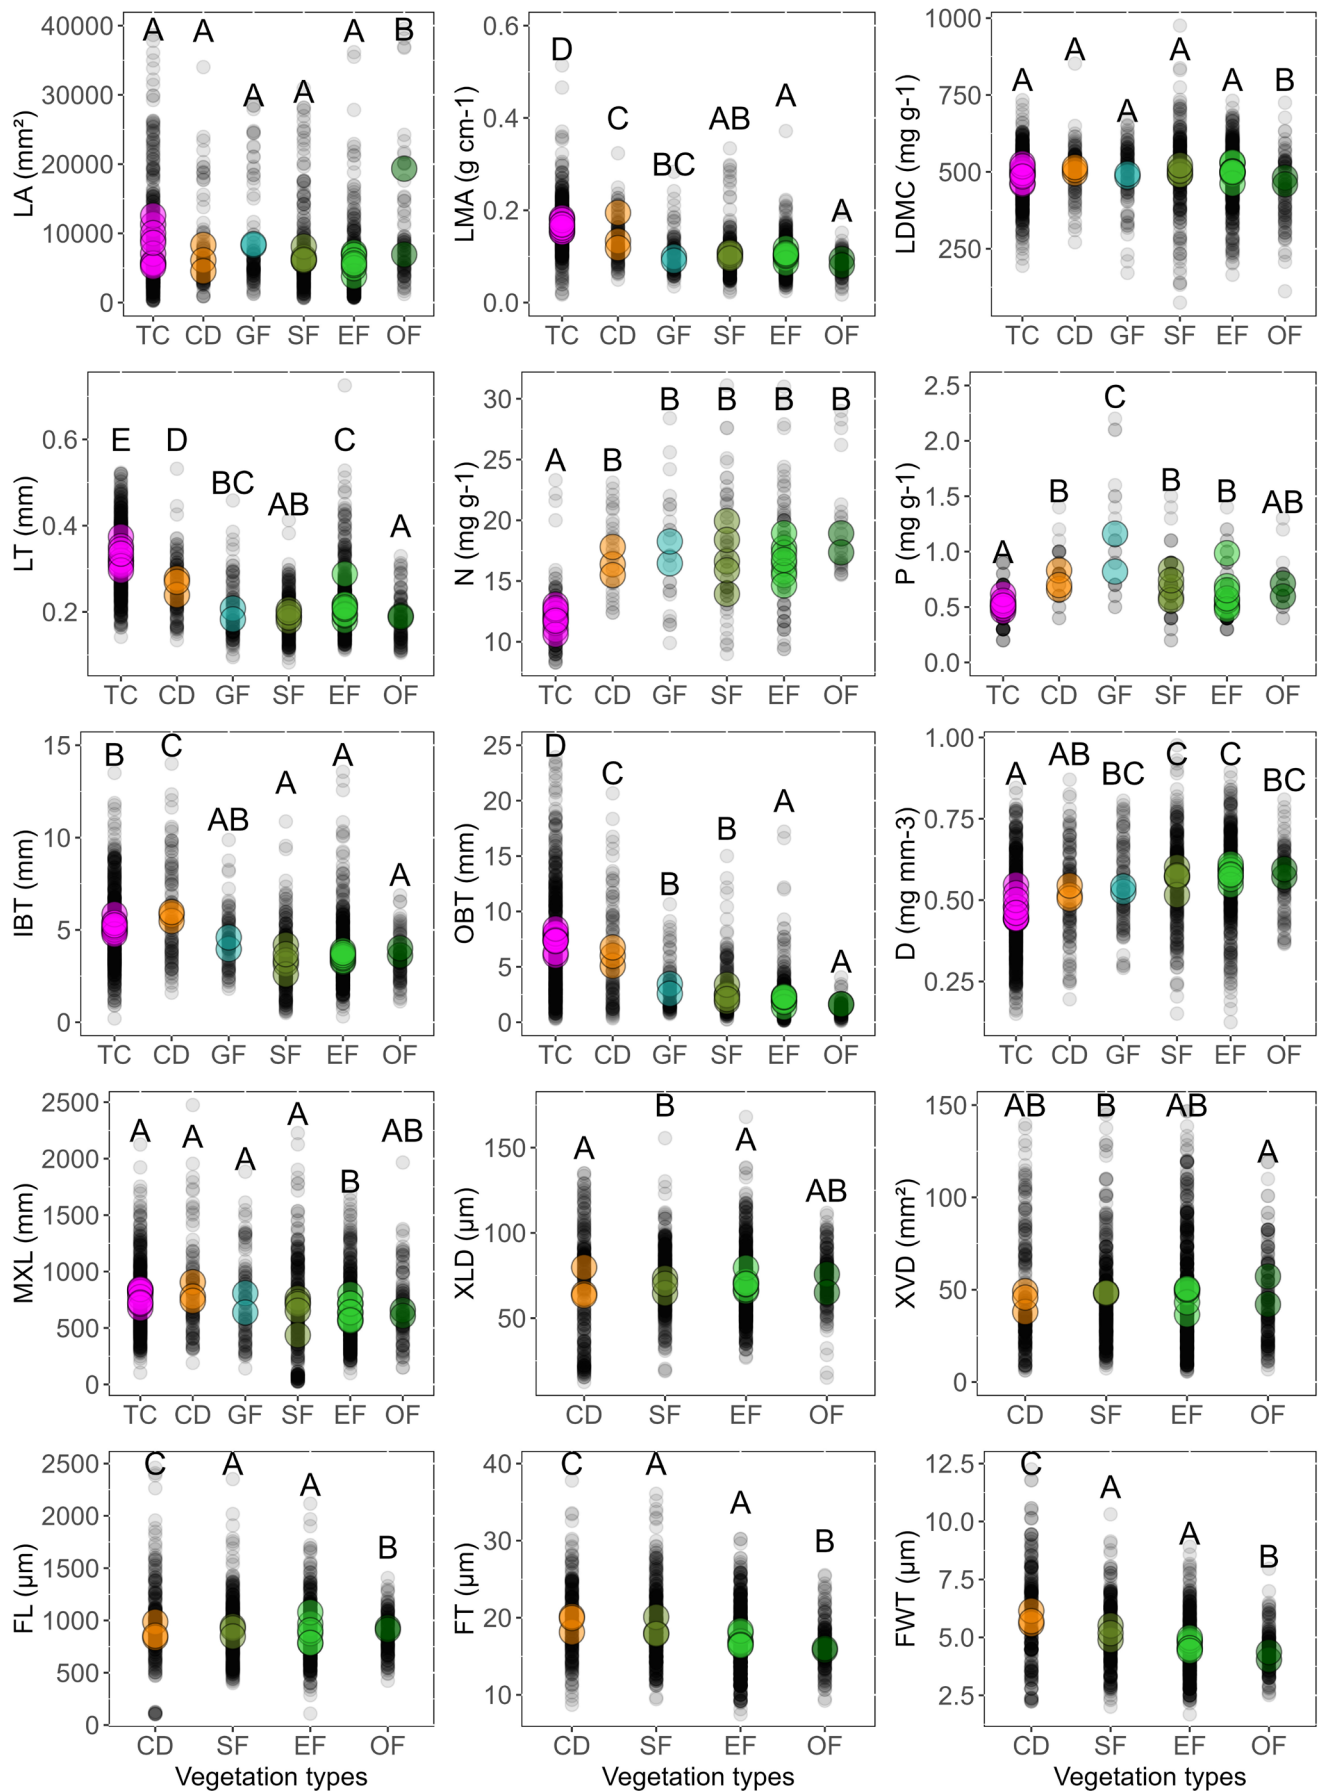 LA (mm²)
40000
30000
20000
10000
0
A A A A A B
TC CD GF SF EF OF
LMA (g cm-1)
0.6
0.4
0.2
0.0
D C BC AB A A
TC CD GF SF EF OF
LDMC (mg g-1)
1000
750
500
250
A A A A A B
TC CD GF SF EF OF
LT (mm)
0.6
0.4
0.2
E D BC AB C A
TC CD GF SF EF OF
N (mg g-1)
30
25
20
15
10
A B B B B B
TC CD GF SF EF OF
P (mg g-1)
2.5
2.0
1.5
1.0
0.5
0.0
A B C B B AB
TC CD GF SF EF OF
IBT (mm)
15
10
5
0
B C AB A A A
TC CD GF SF EF OF
OBT (mm)
25
20
15
10
5
0
D C B B A A
TC CD GF SF EF OF
D (mg mm-3)
1.00
0.75
0.50
0.25
A AB BC C C BC
TC CD GF SF EF OF
MXL (mm)
2500
2000
1500
1000
500
0
A A A A B AB
TC CD GF SF EF OF
XLD (µm)
150
100
50
A B A AB
CD SF EF OF
XVD (mm²)
150
100
50
0
AB B AB A
CD SF EF OF
FL (µm)
2500
2000
1500
1000
500
0
C A A B
CD SF EF OF
Vegetation types
FT (µm)
40
30
20
10
C A A B
CD SF EF OF
Vegetation types
FWT (µm)
12.5
10.0
7.5
5.0
2.5
C A A B
CD SF EF OF
Vegetation types